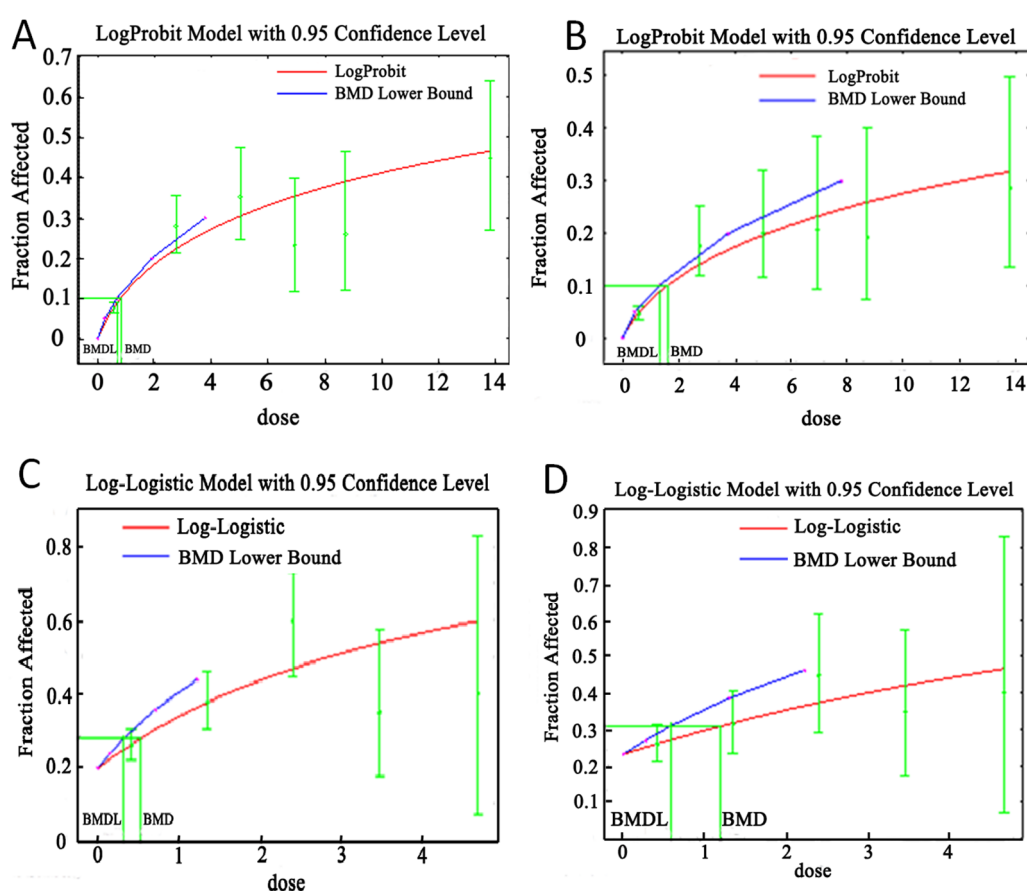 A
LogProbit Model with 0.95 Confidence Level
0.7
0.6
0.5
0.4
0.3
0.2
0.1
0
Fraction Affected
LogProbit
BMD Lower Bound
BMDL
BMD
0 2 4 6 8 10 12 14
dose
B
LogProbit Model with 0.95 Confidence Level
0.5
0.4
0.3
0.2
0.1
0
Fraction Affected
LogProbit
BMD Lower Bound
BMDL
BMD
0 2 4 6 8 10 12 14
dose
C
Log-Logistic Model with 0.95 Confidence Level
0.8
0.6
0.4
0.2
0
Fraction Affected
Log-Logistic
BMD Lower Bound
BMDL
BMD
0 1 2 3 4
dose
D
Log-Logistic Model with 0.95 Confidence Level
0.9
0.8
0.7
0.6
0.5
0.4
0.3
0.2
0.1
Fraction Affected
Log-Logistic
BMD Lower Bound
BMDL
BMD
0 1 2 3 4
dose